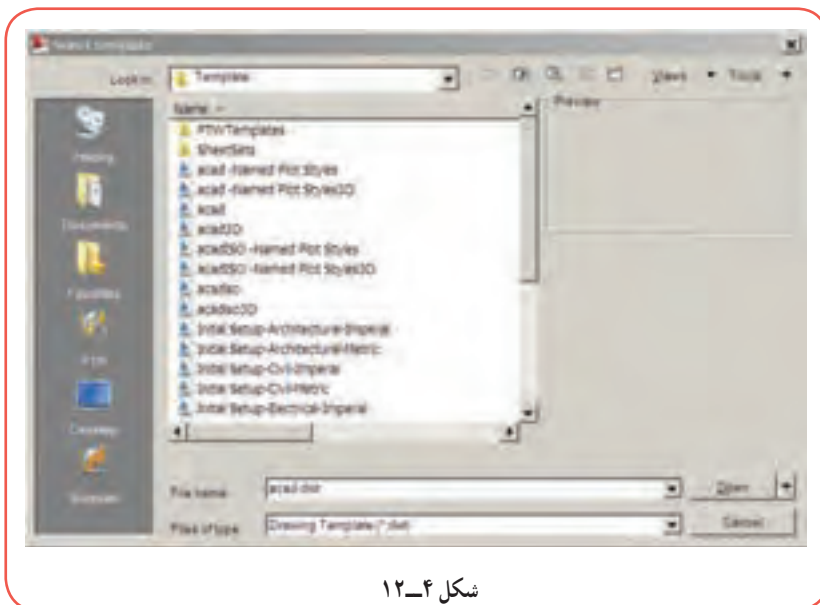 Select template
Look in: Template Views Tools
Name Preview
PTWTemplates
SheetSets
acad -Named Plot Styles
acad -Named Plot Styles3D
acad
acad3D
acadISO -Named Plot Styles
acadISO -Named Plot Styles3D
acadiso
acadiso3D
Initial Setup-Architectural-Imperial
Initial Setup-Architectural-Metric
Initial Setup-Civil-Imperial
Initial Setup-Civil-Metric
Initial Setup-Electrical-Imperial
History
Documents
Favorites
FTP
Desktop
File name: Open
Files of type: Drawing Template (*.dwt) Cancel
شکل ۴ــ۱۲